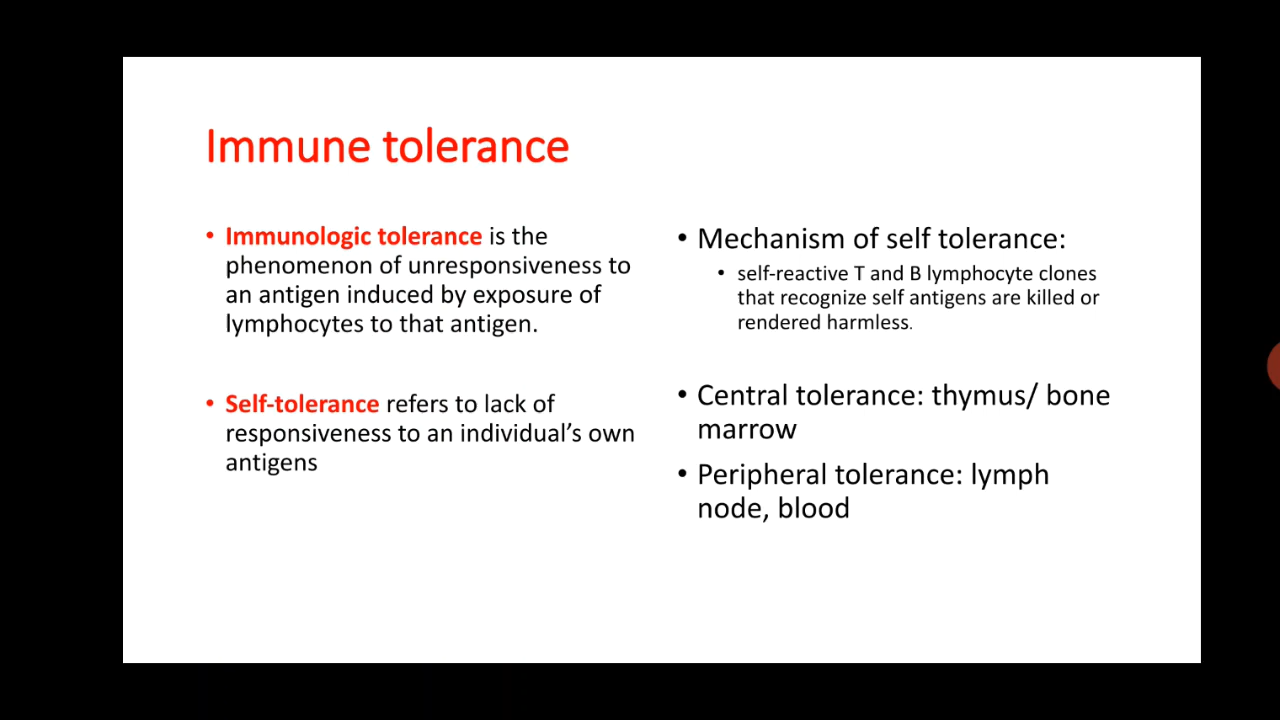 Immune tolerance
• Immunologic tolerance is the
phenomenon of unresponsiveness to
an antigen induced by exposure of
lymphocytes to that antigen.
• Self-tolerance refers to lack of
responsiveness to an individual’s own
antigens
• Mechanism of self tolerance:
• self-reactive T and B lymphocyte clones
that recognize self antigens are killed or
rendered harmless.
• Central tolerance: thymus/ bone
marrow
• Peripheral tolerance: lymph
node, blood